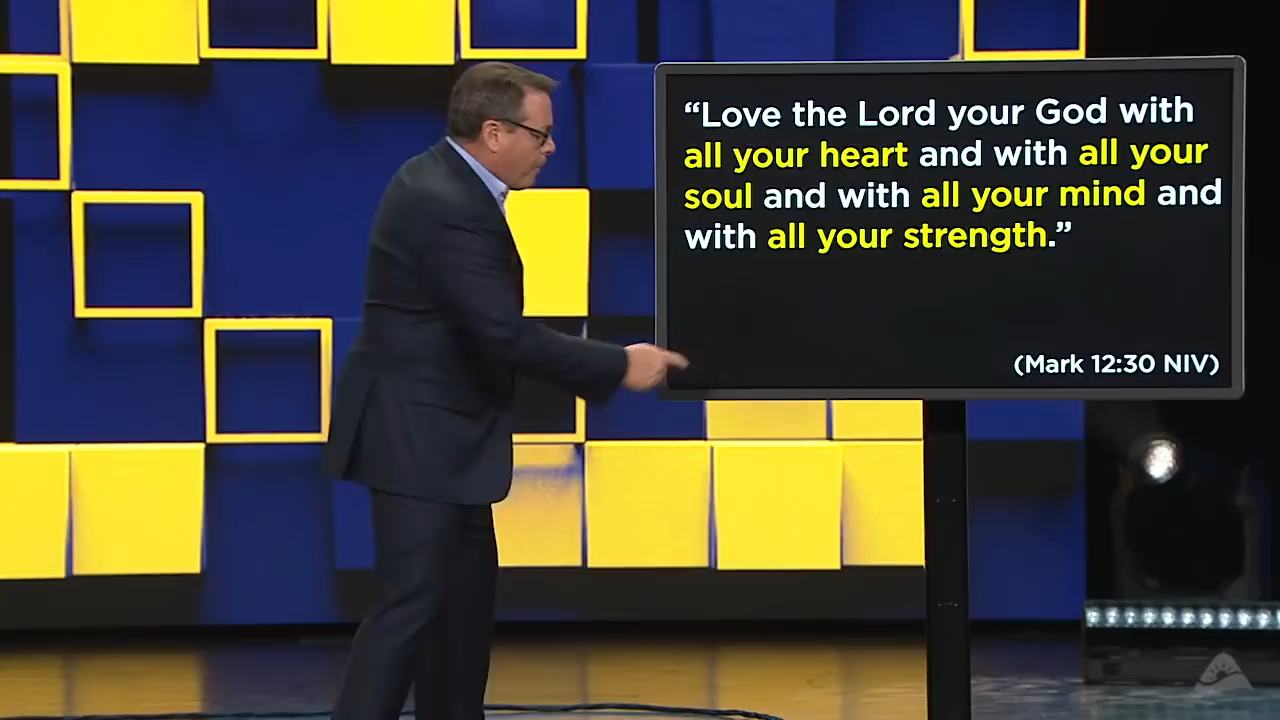 “Love the Lord your God with
all your heart and with all your
soul and with all your mind and
with all your strength.”
(Mark 12:30 NIV)